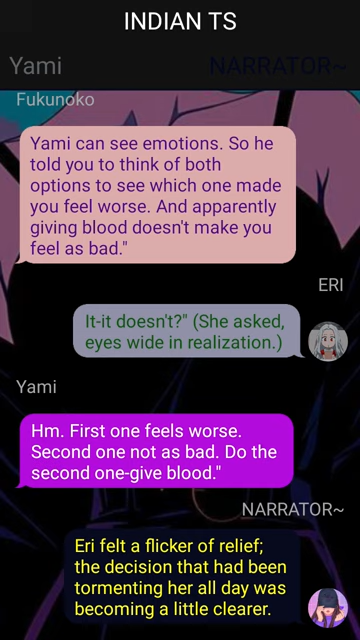 INDIAN TS
Yami
NARRATOR~
Fukunoko
Yami can see emotions. So he
told you to think of both
options to see which one made
you feel worse. And apparently
giving blood doesn't make you
feel as bad."
ERI
It-it doesn't?" (She asked,
eyes wide in realization.)
Yami
Hm. First one feels worse.
Second one not as bad. Do the
second one-give blood."
NARRATOR~
Eri felt a flicker of relief;
the decision that had been
tormenting her all day was
becoming a little clearer.